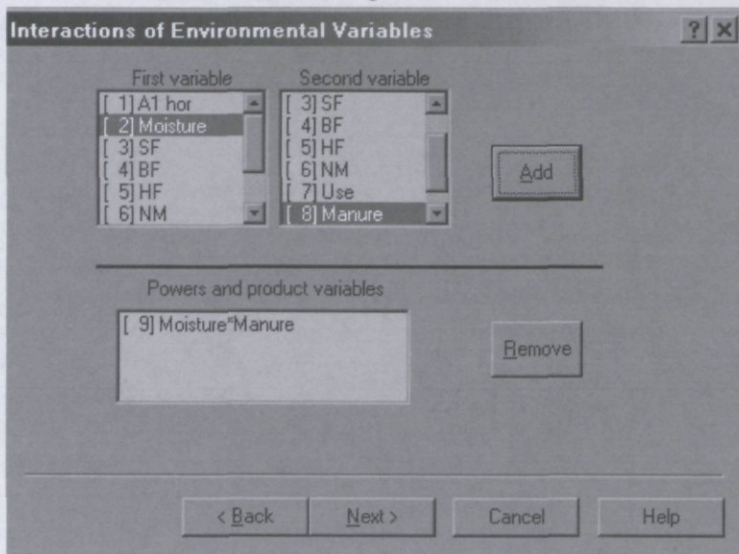 Interactions of Environmental Variables
? ×
First variable
[ 1] A1 hor
[ 2] Moisture
[ 3] SF
[ 4] BF
[ 5] HF
[ 6] NM
Second variable
[ 3] SF
[ 4] BF
[ 5] HF
[ 6] NM
[ 7] Use
[ 8] Manure
Add
Powers and product variables
[ 9] Moisture*Manure
Remove
< Back
Next >
Cancel
Help